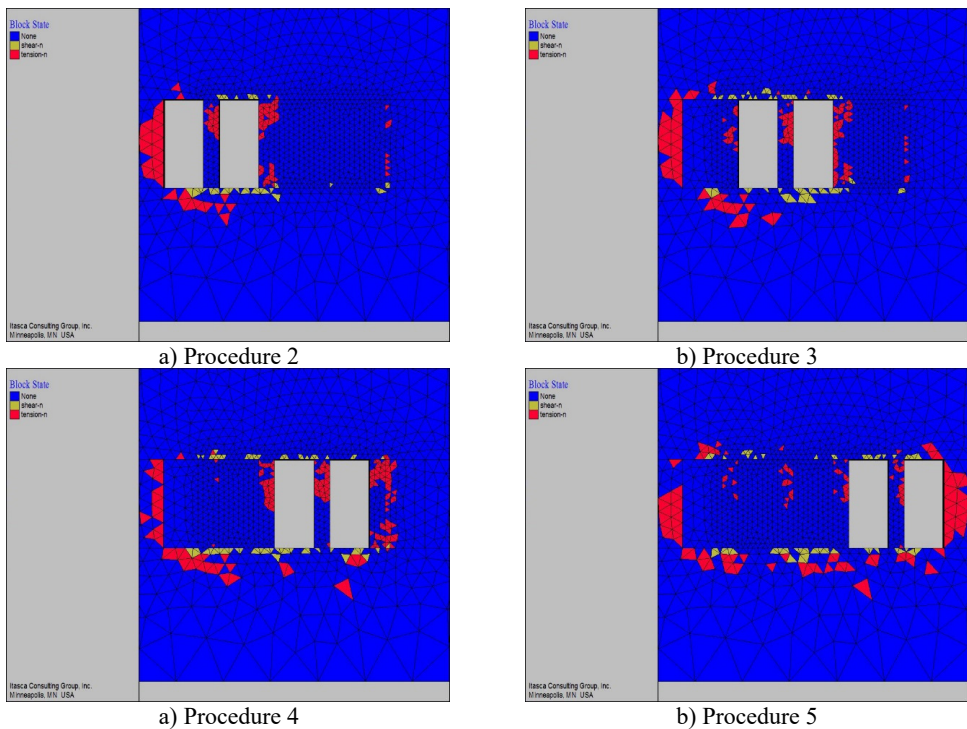 Block State
None
shear-n
tension-n
Itasca Consulting Group, Inc.
Minneapolis, MN USA
a) Procedure 2
Block State
None
shear-n
tension-n
Itasca Consulting Group, Inc.
Minneapolis, MN USA
b) Procedure 3
Block State
None
shear-n
tension-n
Itasca Consulting Group, Inc.
Minneapolis, MN USA
a) Procedure 4
Block State
None
shear-n
tension-n
Itasca Consulting Group, Inc.
Minneapolis, MN USA
b) Procedure 5